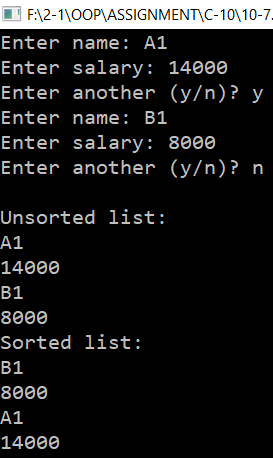 F:\2-1\OOP\ASSIGNMENT\C-10\10-7.
Enter name: A1
Enter salary: 14000
Enter another (y/n)? y
Enter name: B1
Enter salary: 8000
Enter another (y/n)? n
Unsorted list:
A1
14000
B1
8000
Sorted list:
B1
8000
A1
14000